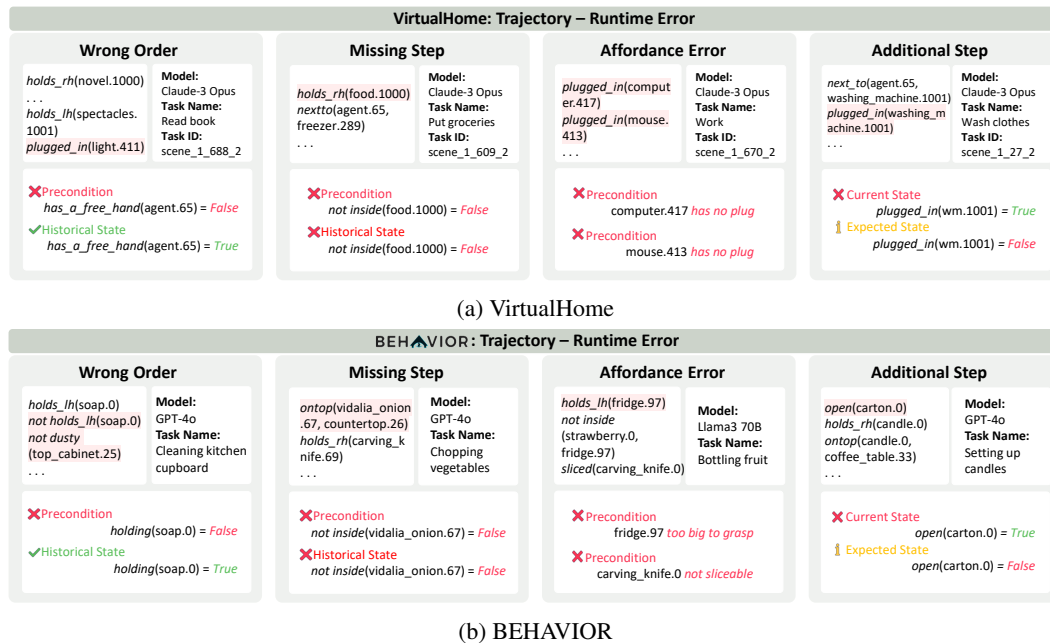 VirtualHome: Trajectory – Runtime Error
Wrong Order
holds_rh(novel.1000)
. . .
holds_lh(spectacles.
1001)
plugged_in(light.411)
Model:
Claude-3 Opus
Task Name:
Read book
Task ID:
scene_1_688_2
Precondition
has_a_free_hand(agent.65) = False
Historical State
has_a_free_hand(agent.65) = True
Missing Step
holds_rh(food.1000)
nextto(agent.65,
freezer.289)
. . .
Model:
Claude-3 Opus
Task Name:
Put groceries
Task ID:
scene_1_609_2
Precondition
not inside(food.1000) = False
Historical State
not inside(food.1000) = False
Affordance Error
plugged_in(comput
er.417)
plugged_in(mouse.
413)
. . .
Model:
Claude-3 Opus
Task Name:
Work
Task ID:
scene_1_670_2
Precondition
computer.417 has no plug
Precondition
mouse.413 has no plug
Additional Step
next_to(agent.65,
washing_machine.1001)
plugged_in(washing_m
achine.1001)
. . .
Model:
Claude-3 Opus
Task Name:
Wash clothes
Task ID:
scene_1_27_2
Current State
plugged_in(wm.1001) = True
Expected State
plugged_in(wm.1001) = False
(a) VirtualHome
BEHAVIOR: Trajectory – Runtime Error
Wrong Order
holds_lh(soap.0)
not holds_lh(soap.0)
not dusty
(top_cabinet.25)
. . .
Model:
GPT-4o
Task Name:
Cleaning kitchen
cupboard
Precondition
holding(soap.0) = False
Historical State
holding(soap.0) = True
Missing Step
ontop(vidalia_onion
.67, countertop.26)
holds_rh(carving_k
nife.69)
. . .
Model:
GPT-4o
Task Name:
Chopping
vegetables
Precondition
not inside(vidalia_onion.67) = False
Historical State
not inside(vidalia_onion.67) = False
Affordance Error
holds_lh(fridge.97)
not inside
(strawberry.0,
fridge.97)
sliced(carving_knife.0)
Model:
Llama3 70B
Task Name:
Bottling fruit
Precondition
fridge.97 too big to grasp
Precondition
carving_knife.0 not sliceable
Additional Step
open(carton.0)
holds_rh(candle.0)
ontop(candle.0,
coffee_table.33)
. . .
Model:
GPT-4o
Task Name:
Setting up
candles
Current State
open(carton.0) = True
Expected State
open(carton.0) = False
(b) BEHAVIOR